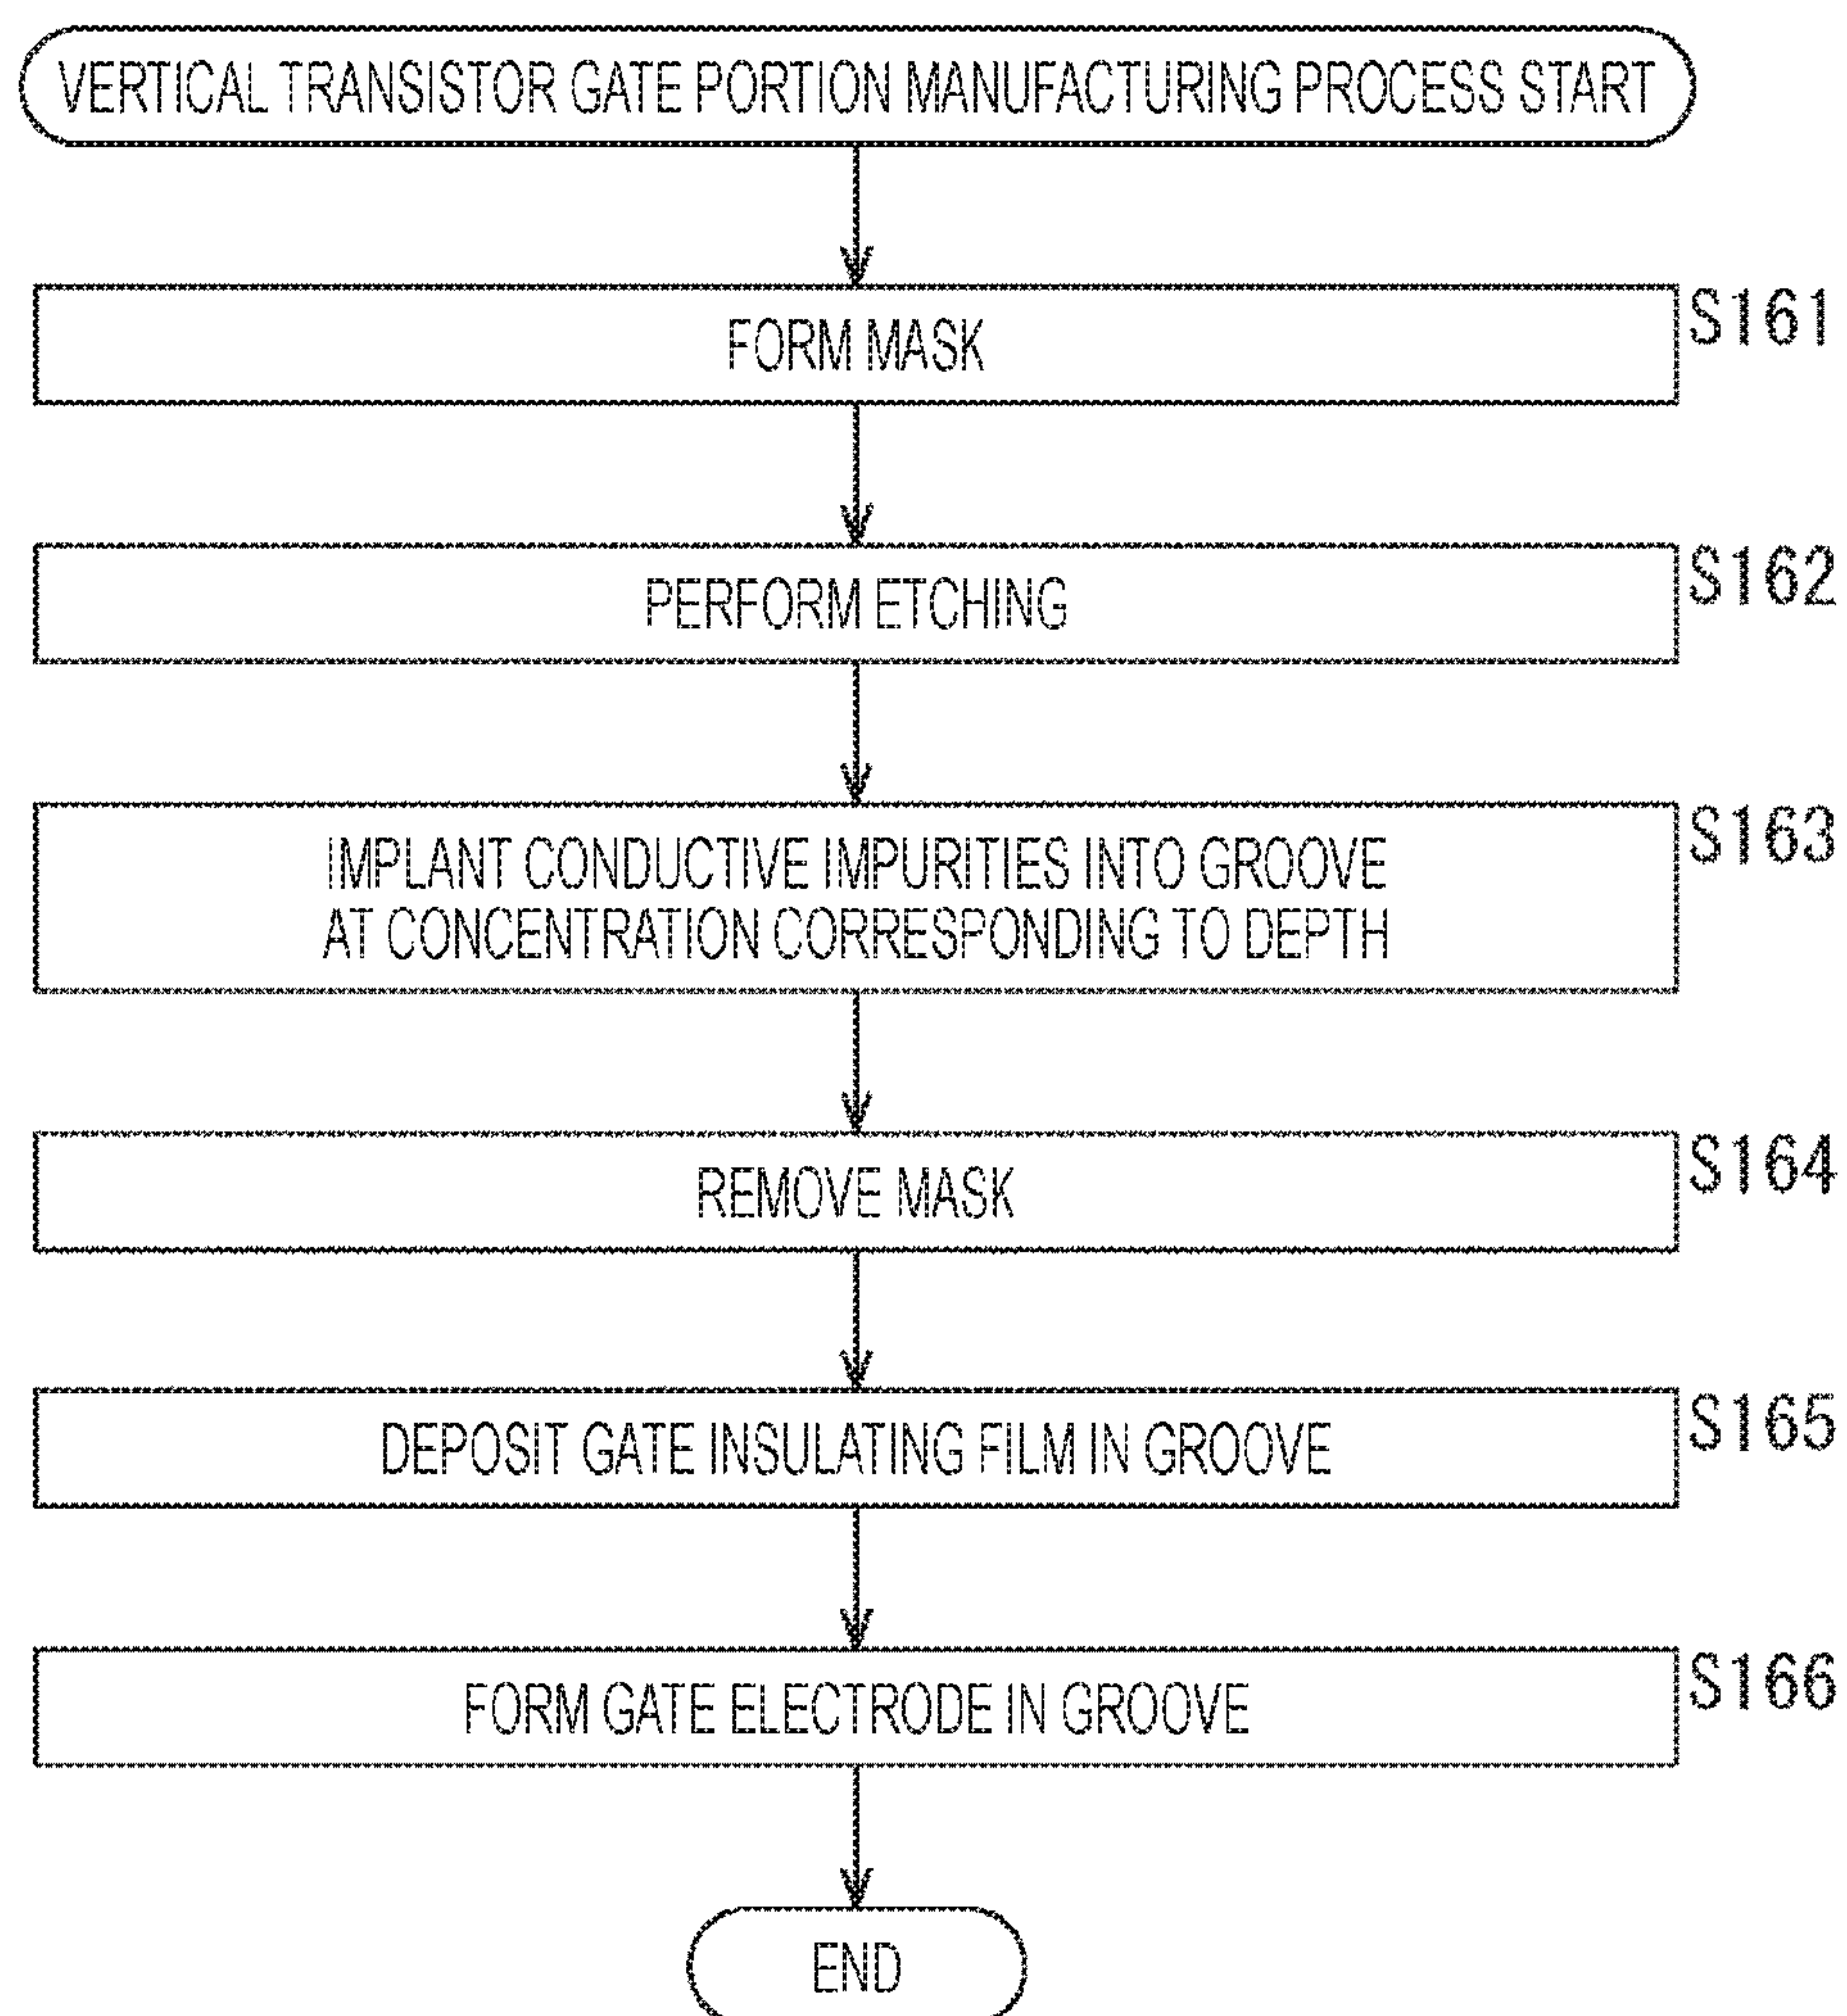 VERTICAL TRANSISTOR GATE PORTION MANUFACTURING PROCESS START
FORM MASK
S161
PERFORM ETCHING
S162
IMPLANT CONDUCTIVE IMPURITIES INTO GROOVE
AT CONCENTRATION CORRESPONDING TO DEPTH
S163
REMOVE MASK
S164
DEPOSIT GATE INSULATING FILM IN GROOVE
S165
FORM GATE ELECTRODE IN GROOVE
S166
END